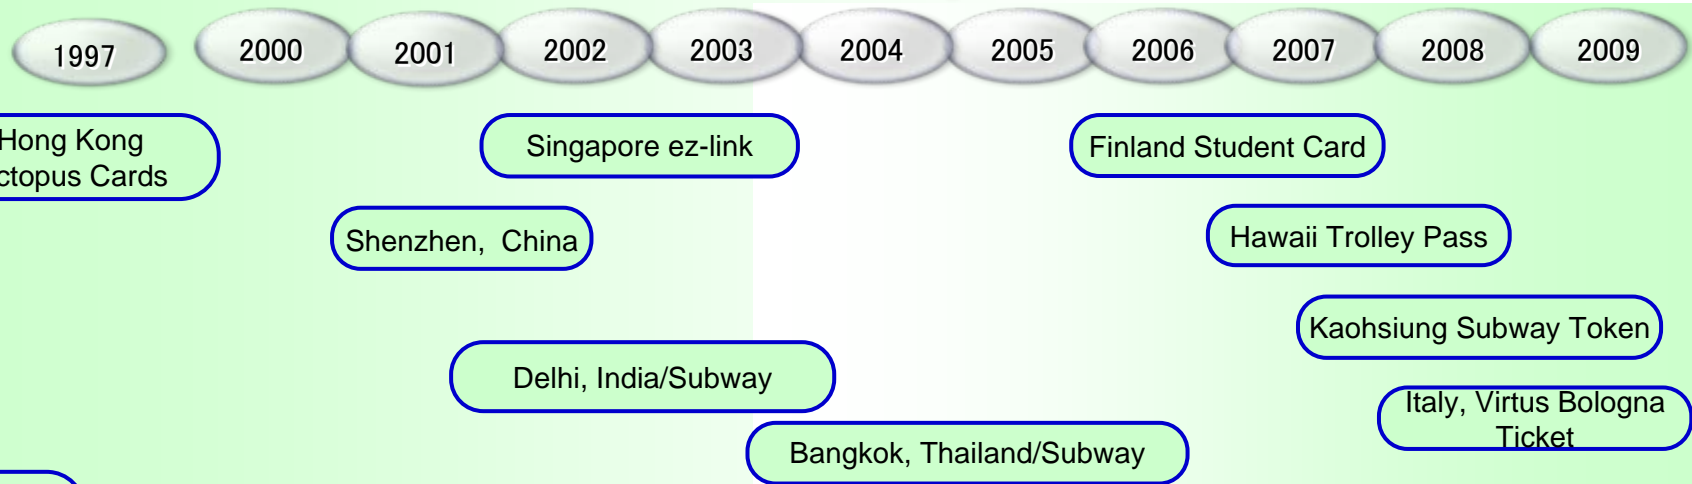 1997 2000 2001 2002 2003 2004 2005 2006 2007 2008 2009
Hong Kong
ctopus Cards
Singapore ez-link
Finland Student Card
Shenzhen, China
Hawaii Trolley Pass
Kaohsiung Subway Token
Delhi, India/Subway
Italy, Virtus Bologna
Ticket
Bangkok, Thailand/Subway